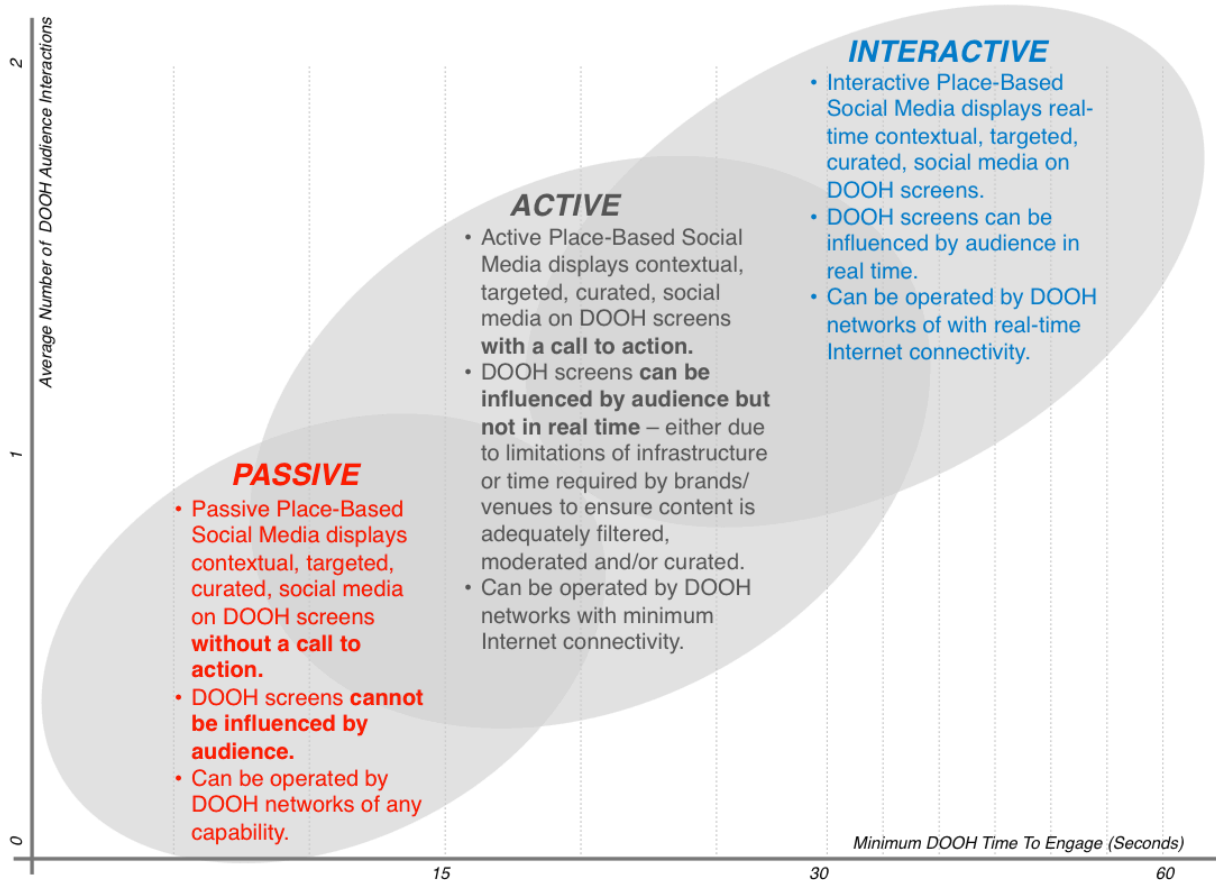 2
Average Number of DOOH Audience Interactions
1
0
INTERACTIVE
• Interactive Place-Based
Social Media displays real-
time contextual, targeted,
curated, social media on
DOOH screens.
• DOOH screens can be
influenced by audience in
real time.
• Can be operated by DOOH
networks of with real-time
Internet connectivity.
ACTIVE
• Active Place-Based Social
Media displays contextual,
targeted, curated, social
media on DOOH screens
with a call to action.
• DOOH screens can be
influenced by audience but
not in real time – either due
to limitations of infrastructure
or time required by brands/
venues to ensure content is
adequately filtered,
moderated and/or curated.
• Can be operated by DOOH
networks with minimum
Internet connectivity.
PASSIVE
• Passive Place-Based
Social Media displays
contextual, targeted,
curated, social media
on DOOH screens
without a call to
action.
• DOOH screens cannot
be influenced by
audience.
• Can be operated by
DOOH networks of any
capability.
Minimum DOOH Time To Engage (Seconds)
15
30
60